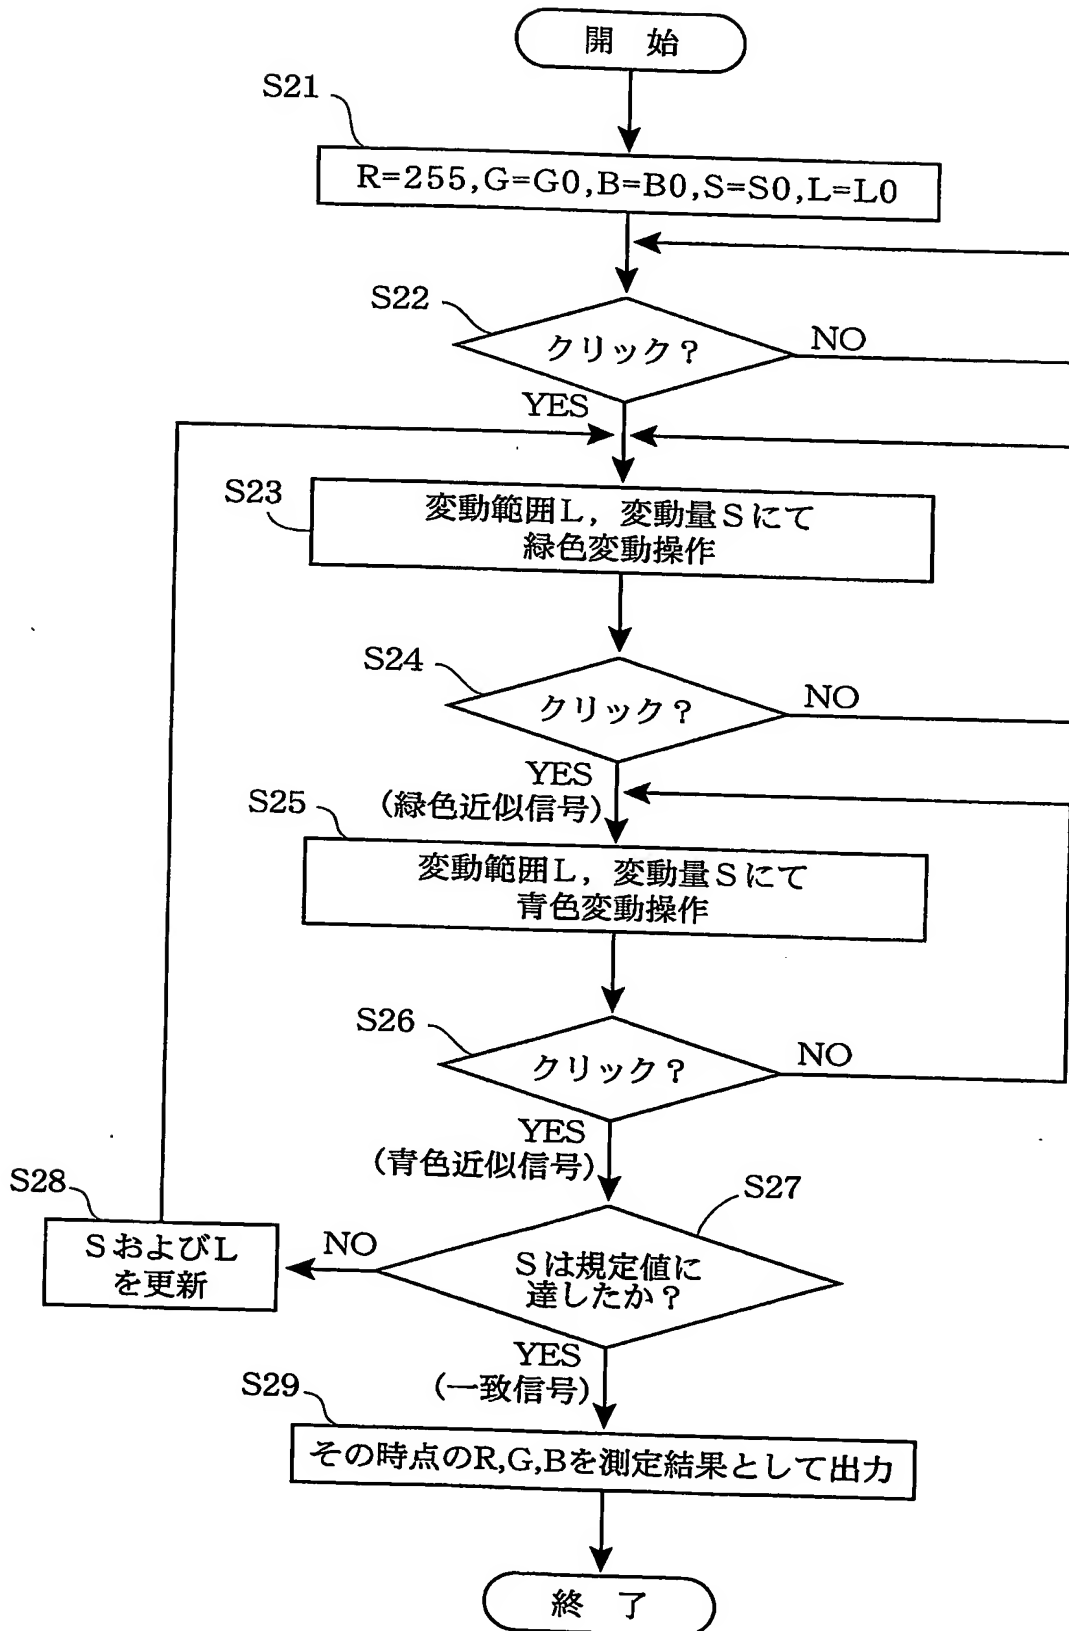 開 始
S21
R=255,G=G0,B=B0,S=S0,L=L0
S22
クリック？
NO
YES
S23
変動範囲L，変動量Sにて
緑色変動操作
S24
クリック？
NO
YES
(緑色近似信号)
S25
変動範囲L，変動量Sにて
青色変動操作
S26
クリック？
NO
YES
(青色近似信号)
S27
Sは規定値に
達したか？
NO
S28
SおよびL
を更新
YES
(一致信号)
S29
その時点のR,G,Bを測定結果として出力
終 了